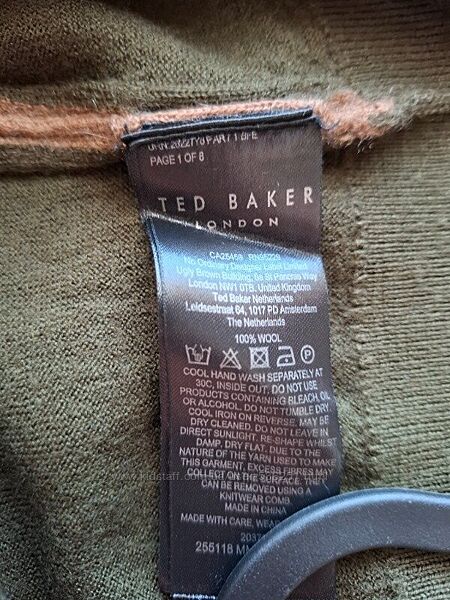 PAGE 1 OF 8
TED BAKER
LONDON
CA25459 RN95229
No Ordinary Designer Label Limited
Ugly Brown Building, 6a St Pancras Way
London NW1 0TB, United Kingdom
Ted Baker Netherlands
Leidsestraat 64, 1017 PD Amsterdam
The Netherlands
100% WOOL
COOL HAND WASH SEPARATELY AT
30C, INSIDE OUT. DO NOT USE
PRODUCTS CONTAINING BLEACH, OIL
OR ALCOHOL. DO NOT TUMBLE DRY.
COOL IRON ON REVERSE. MAY BE
DRY CLEANED. DO NOT LEAVE IN
DIRECT SUNLIGHT. RE-SHAPE WHILST
DAMP, DRY FLAT. DUE TO THE
NATURE OF THE YARN USED TO MAKE
THIS GARMENT, EXCESS FIBRES MAY
COLLECT ON THE SURFACE. THEY
CAN BE REMOVED USING A
KNITWEAR COMB.
MADE IN CHINA
MADE WITH CARE, WEAR
2037
255118 MM